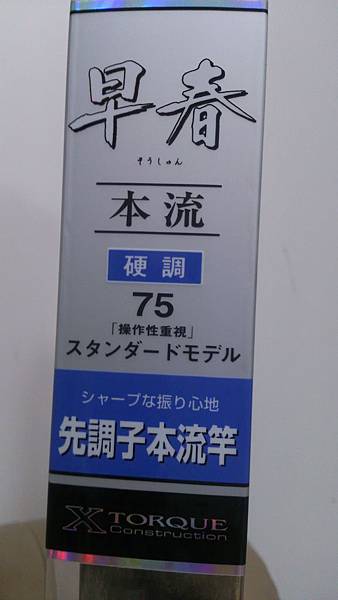 早春
そうしゅん
本流
硬調
75
「操作性重視」
スタンダードモデル
シャープな振り心地
先調子本流竿
X TORQUE
Construction